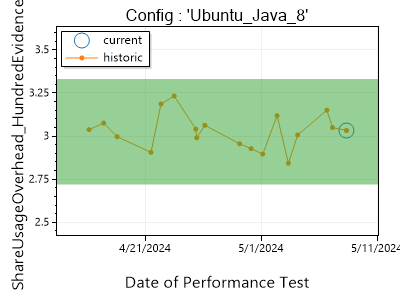 Config : 'Ubuntu_Java_8'
current
historic
3.5
3.25
3
2.75
2.5
4/21/2024
5/1/2024
5/11/2024
Date of Performance Test
ShareUsageOverhead_HundredEvidence